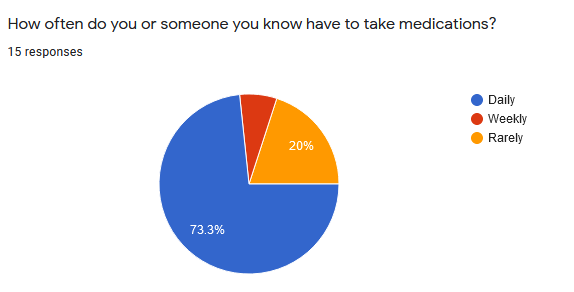 How often do you or someone you know have to take medications?
15 responses
Daily
Weekly
Rarely
20%
73.3%